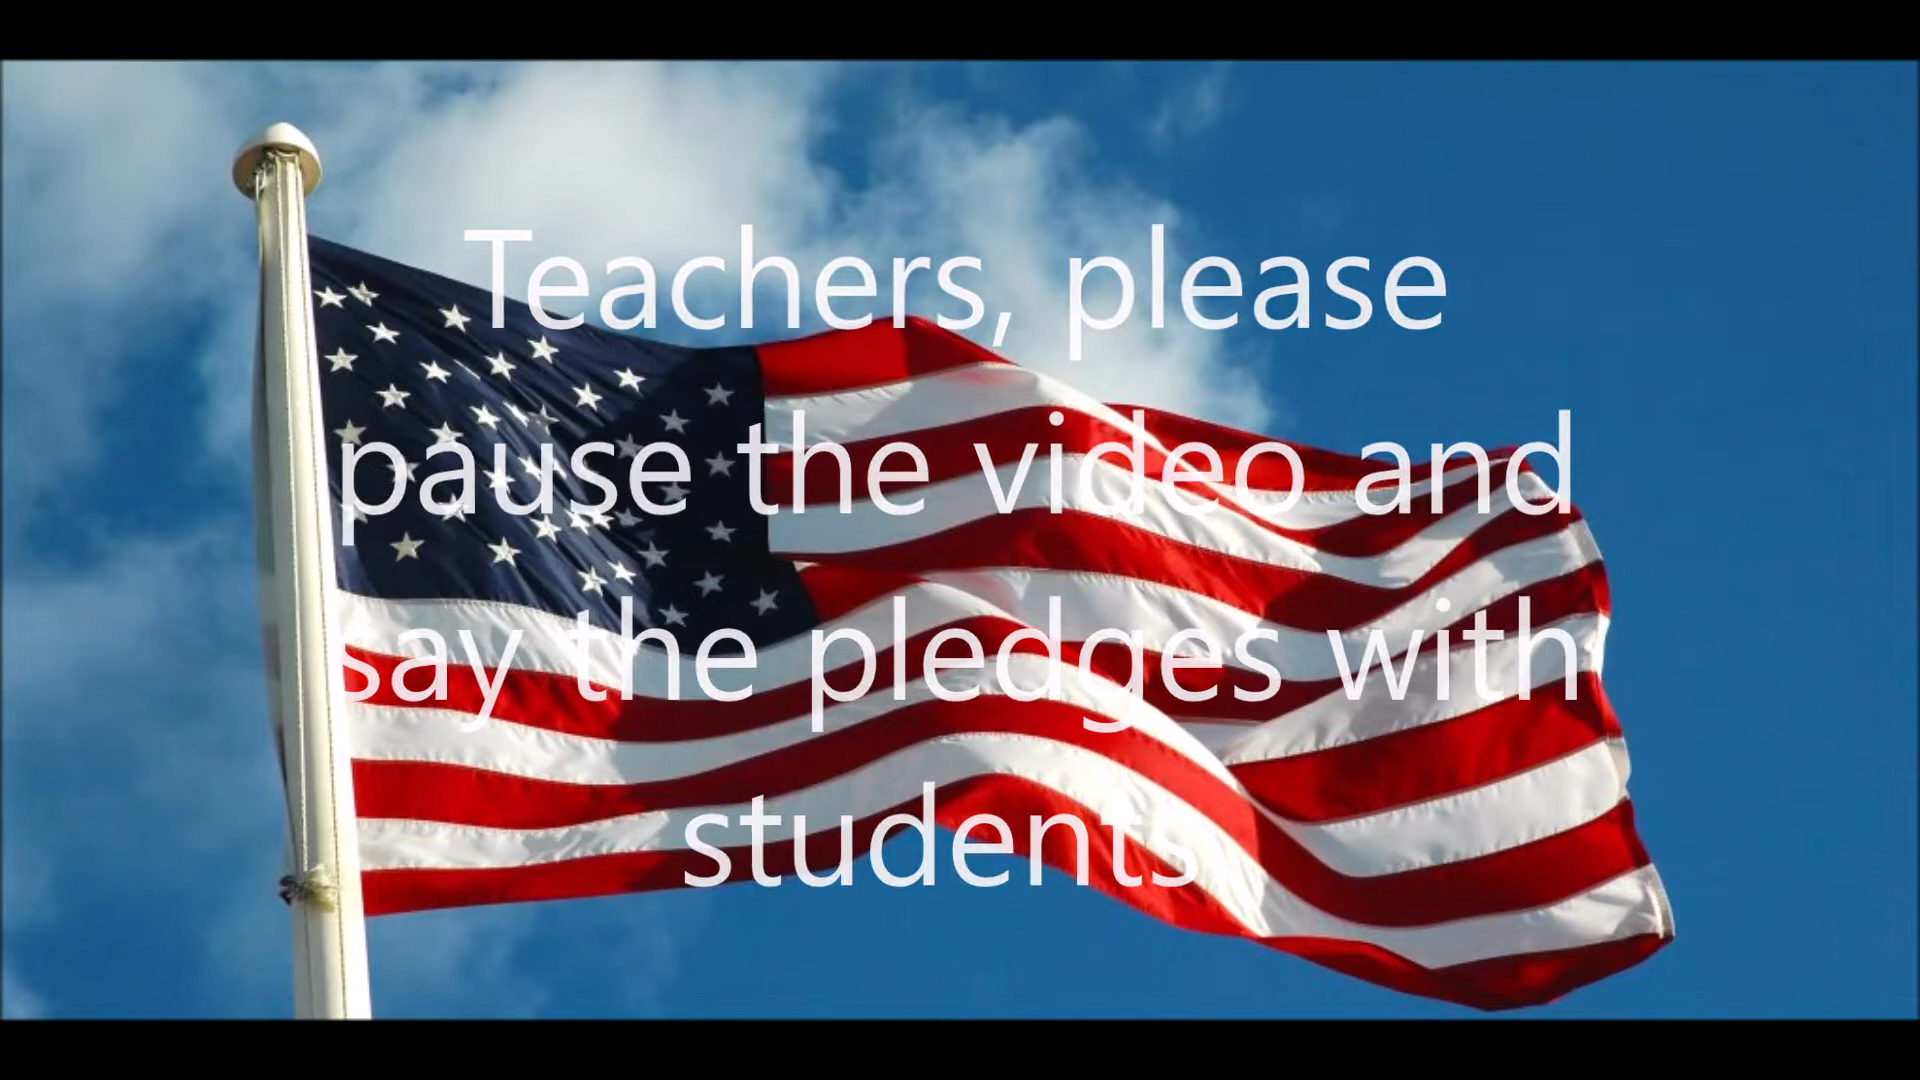 Teachers, please
pause the video and
say the pledges with
students